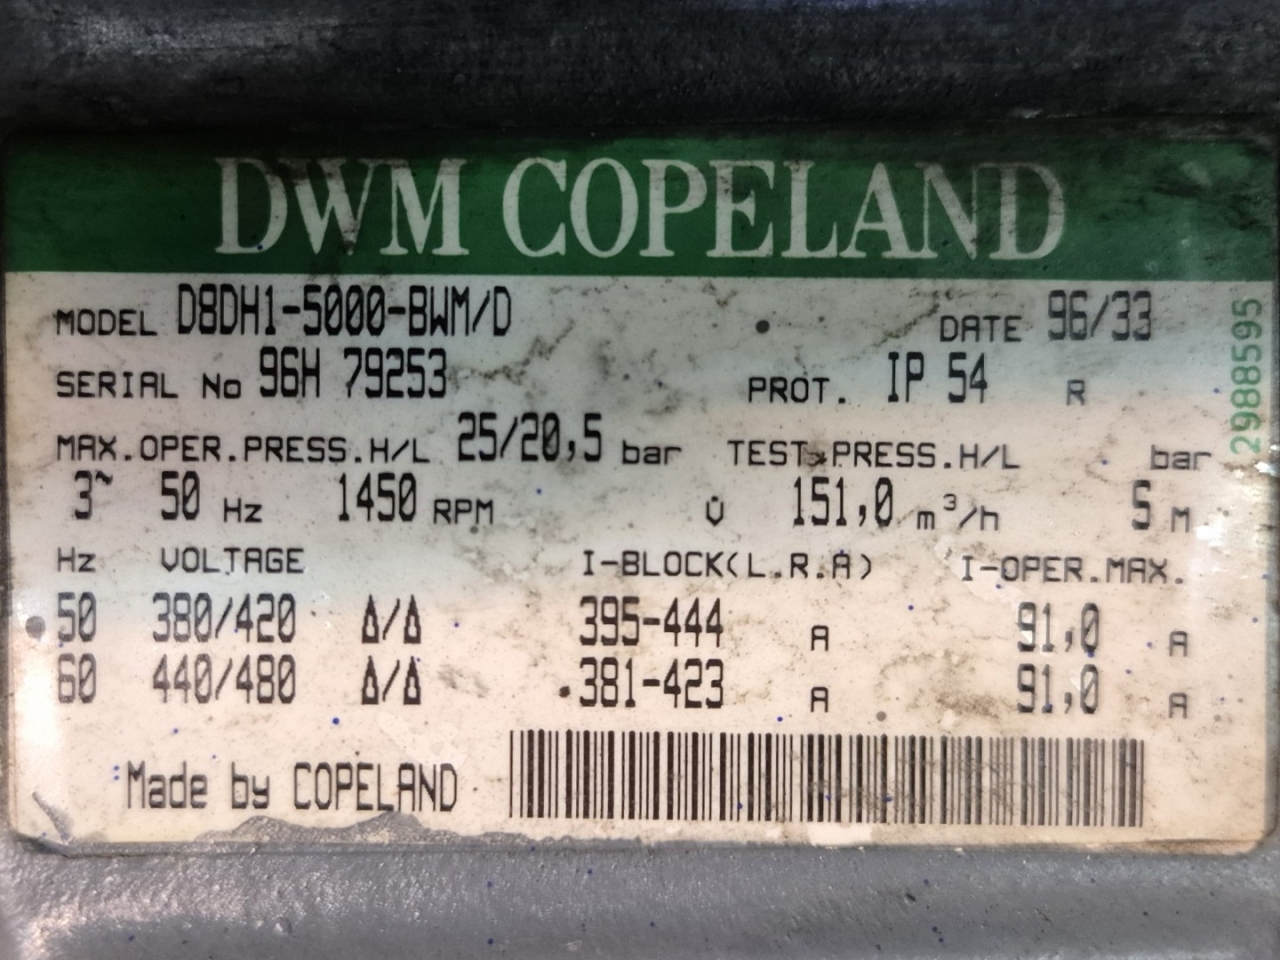 DWM COPELAND
MODEL D8DH1-5000-BWM/D DATE 96/33
SERIAL No 96H 79253 PROT. IP 54 R
MAX.OPER.PRESS.H/L 25/20,5 bar TEST.PRESS.H/L bar
3~ 50 Hz 1450 RPM V̇ 151,0 m³/h S M
Hz VOLTAGE I-BLOCK(L.R.A) I-OPER.MAX.
50 380/420 Δ/Δ 395-444 A 91,0 A
60 440/480 Δ/Δ 381-423 A 91,0 A
Made by COPELAND
2988595